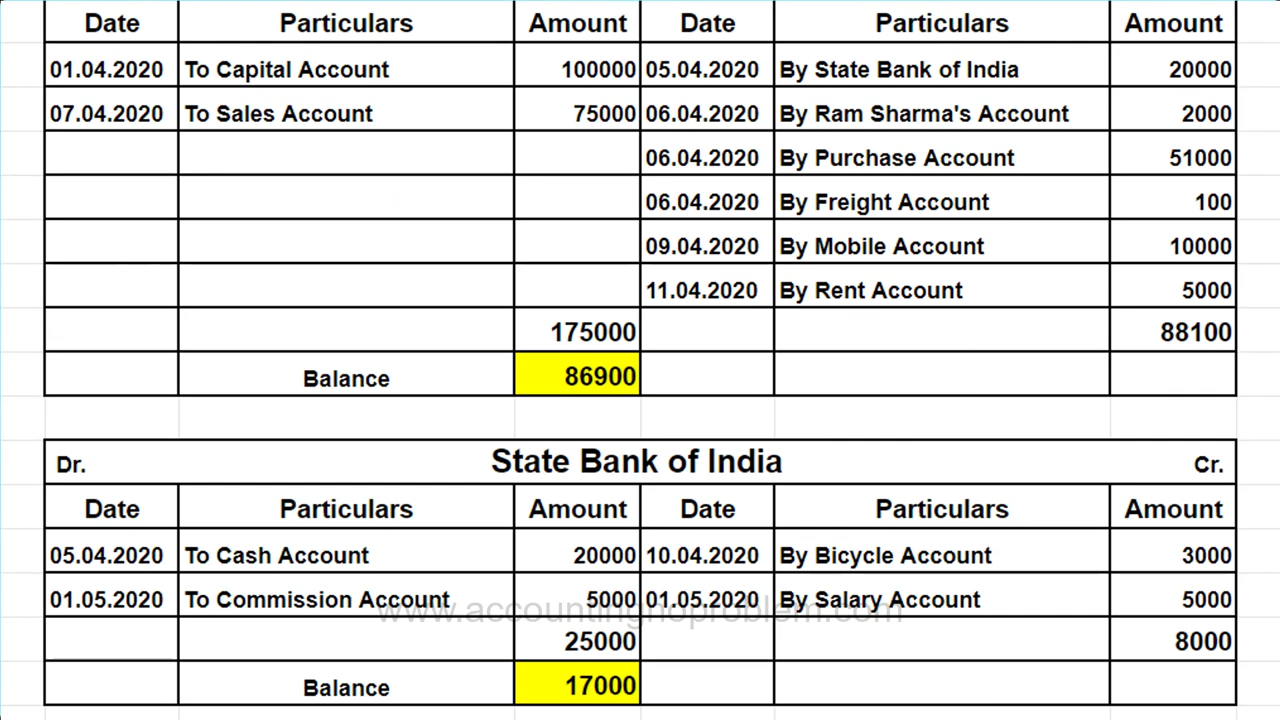 Date Particulars Amount Date Particulars Amount
01.04.2020 To Capital Account 100000 05.04.2020 By State Bank of India 20000
07.04.2020 To Sales Account 75000 06.04.2020 By Ram Sharma's Account 2000
06.04.2020 By Purchase Account 51000
06.04.2020 By Freight Account 100
09.04.2020 By Mobile Account 10000
11.04.2020 By Rent Account 5000
175000 88100
Balance 86900
Dr. State Bank of India Cr.
Date Particulars Amount Date Particulars Amount
05.04.2020 To Cash Account 20000 10.04.2020 By Bicycle Account 3000
01.05.2020 To Commission Account 5000 01.05.2020 By Salary Account 5000
www.accountingnoproblem.com
25000 8000
Balance 17000